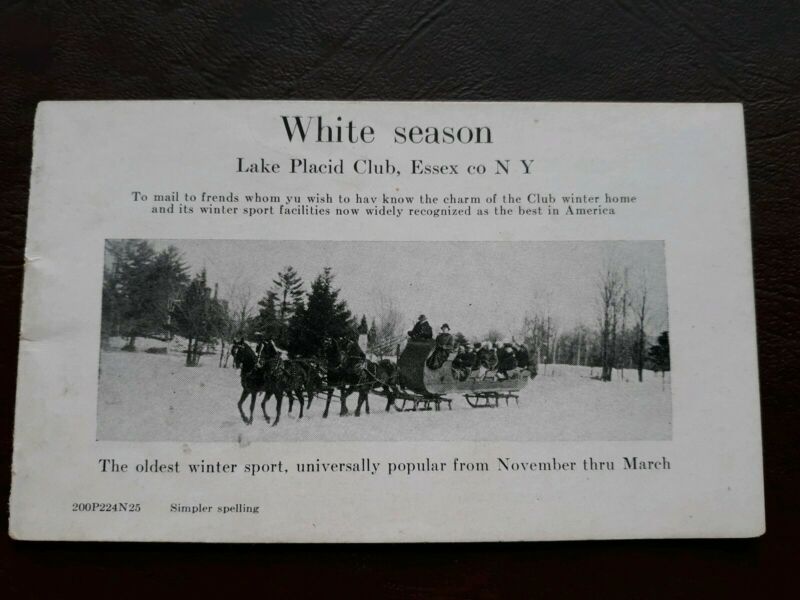 White season
Lake Placid Club, Essex co N Y
To mail to frends whom yu wish to hav know the charm of the Club winter home
and its winter sport facilities now widely recognized as the best in America
The oldest winter sport, universally popular from November thru March
200P224N25 Simpler spelling